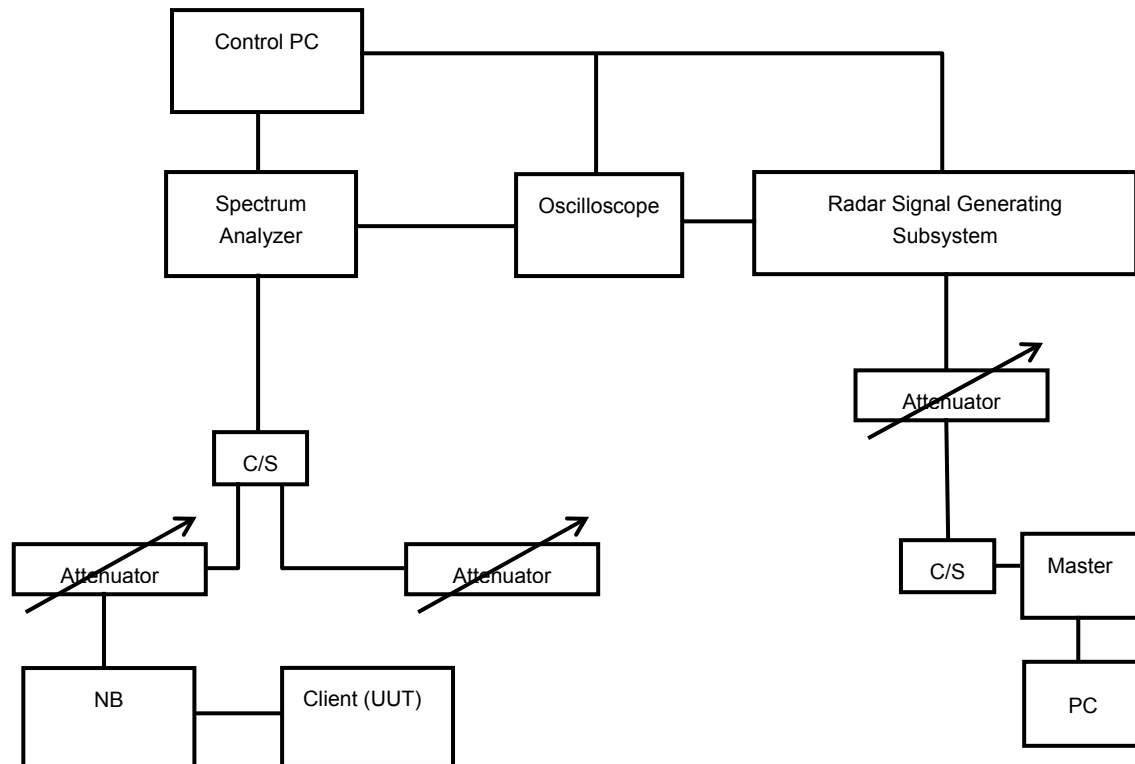 Control PC
Spectrum
Analyzer
Oscilloscope
Radar Signal Generating
Subsystem
Attenuator
C/S
Attenuator
Attenuator
C/S
Master
NB
Client (UUT)
PC